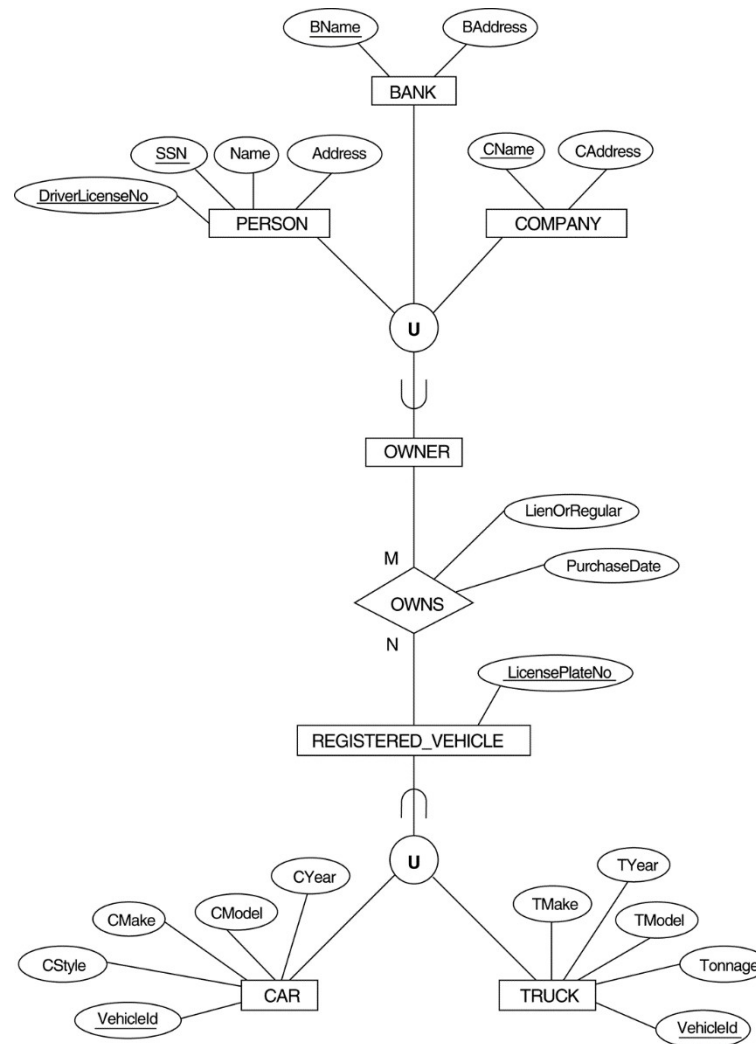 BName
BAddress
BANK
SSN
Name
Address
CName
CAddress
DriverLicenseNo
PERSON
COMPANY
U
OWNER
LienOrRegular
M
PurchaseDate
OWNS
N
LicensePlateNo
REGISTERED_VEHICLE
U
CYear
TYear
CModel
TMake
CMake
TModel
CStyle
Tonnage
CAR
TRUCK
VehicleId
VehicleId